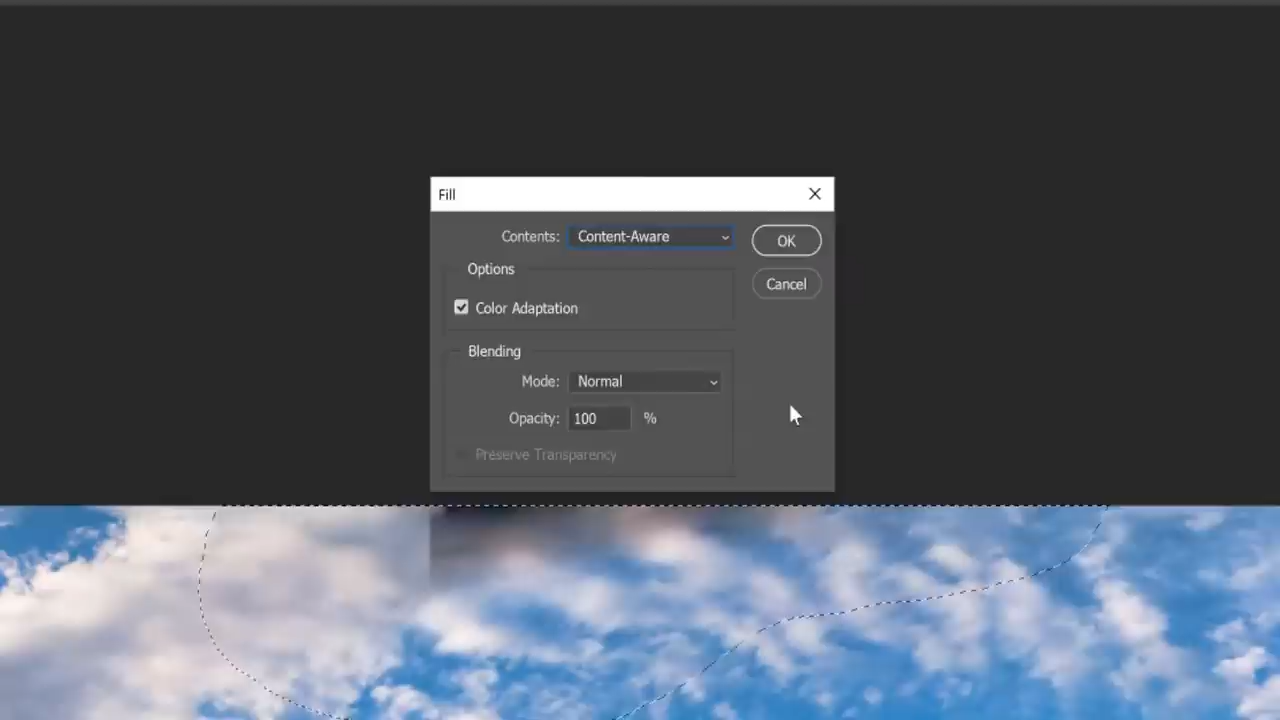 Fill
Contents: Content-Aware
OK
Options
Cancel
Color Adaptation
Blending
Mode: Normal
Opacity: 100 %
Preserve Transparency